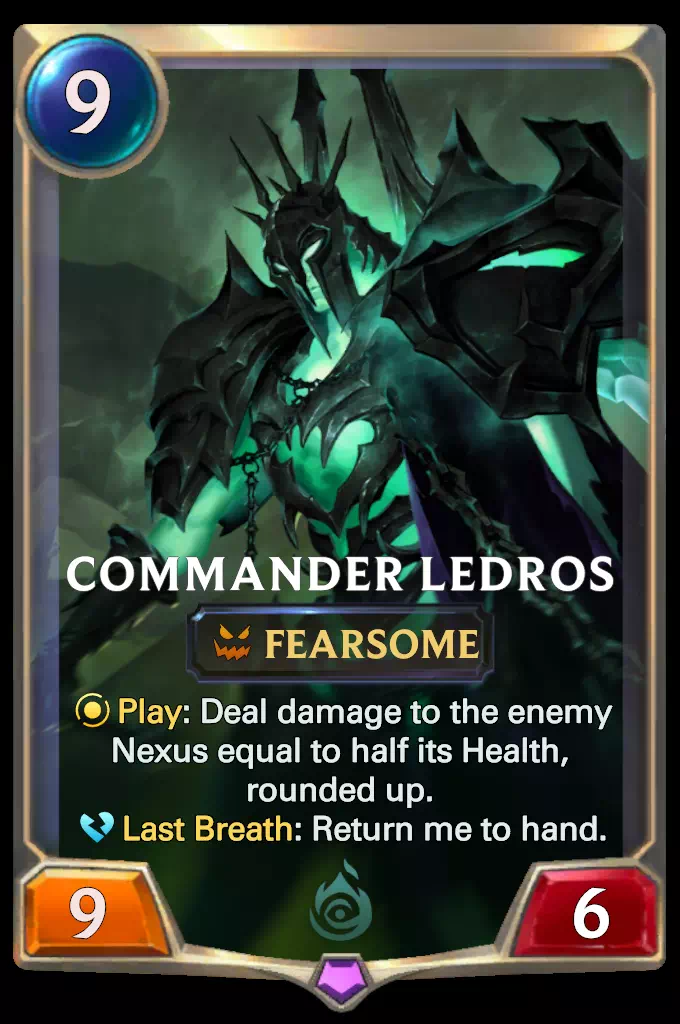 9
COMMANDER LEDROS
FEARSOME
Play: Deal damage to the enemy
Nexus equal to half its Health,
rounded up.
Last Breath: Return me to hand.
9
6